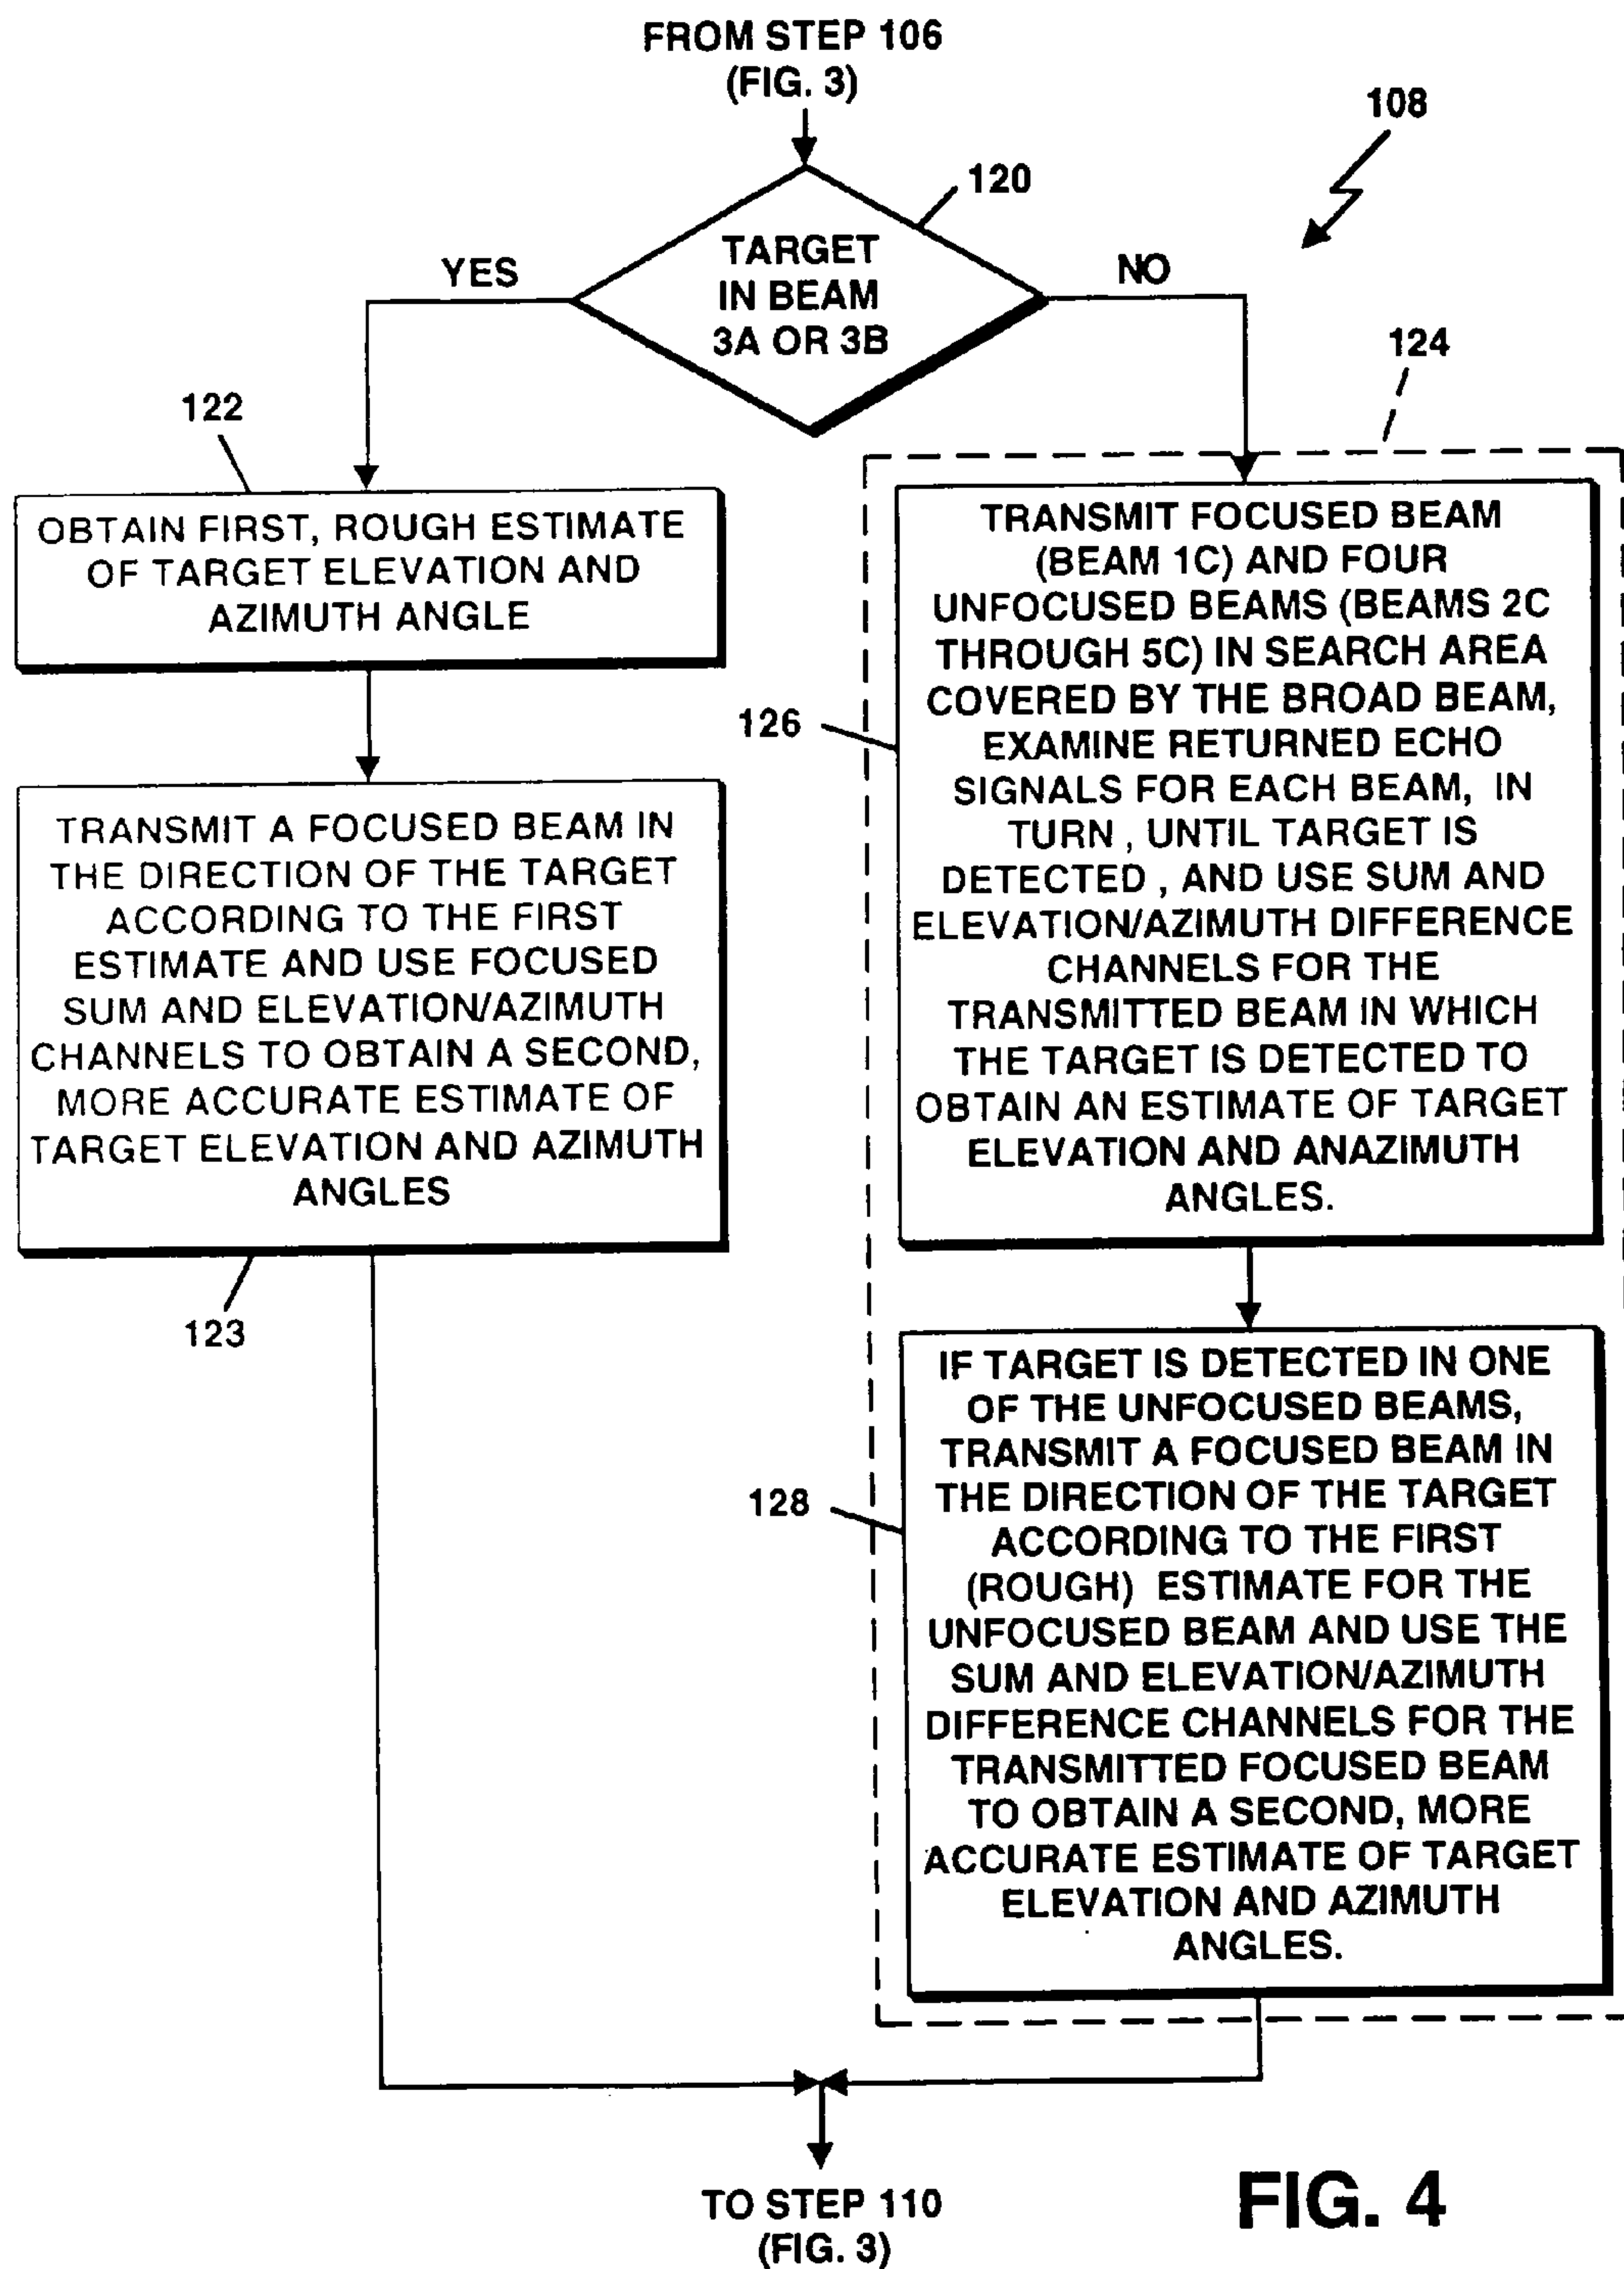 FROM STEP 106
(FIG. 3)
108
120
TARGET
IN BEAM
3A OR 3B
YES
NO
124
122
OBTAIN FIRST, ROUGH ESTIMATE
OF TARGET ELEVATION AND
AZIMUTH ANGLE
TRANSMIT A FOCUSED BEAM IN
THE DIRECTION OF THE TARGET
ACCORDING TO THE FIRST
ESTIMATE AND USE FOCUSED
SUM AND ELEVATION/AZIMUTH
CHANNELS TO OBTAIN A SECOND,
MORE ACCURATE ESTIMATE OF
TARGET ELEVATION AND AZIMUTH
ANGLES
123
126
TRANSMIT FOCUSED BEAM
(BEAM 1C) AND FOUR
UNFOCUSED BEAMS (BEAMS 2C
THROUGH 5C) IN SEARCH AREA
COVERED BY THE BROAD BEAM,
EXAMINE RETURNED ECHO
SIGNALS FOR EACH BEAM, IN
TURN , UNTIL TARGET IS
DETECTED , AND USE SUM AND
ELEVATION/AZIMUTH DIFFERENCE
CHANNELS FOR THE
TRANSMITTED BEAM IN WHICH
THE TARGET IS DETECTED TO
OBTAIN AN ESTIMATE OF TARGET
ELEVATION AND ANAZIMUTH
ANGLES.
128
IF TARGET IS DETECTED IN ONE
OF THE UNFOCUSED BEAMS,
TRANSMIT A FOCUSED BEAM IN
THE DIRECTION OF THE TARGET
ACCORDING TO THE FIRST
(ROUGH) ESTIMATE FOR THE
UNFOCUSED BEAM AND USE THE
SUM AND ELEVATION/AZIMUTH
DIFFERENCE CHANNELS FOR THE
TRANSMITTED FOCUSED BEAM
TO OBTAIN A SECOND, MORE
ACCURATE ESTIMATE OF TARGET
ELEVATION AND AZIMUTH
ANGLES.
TO STEP 110
(FIG. 3)
FIG. 4